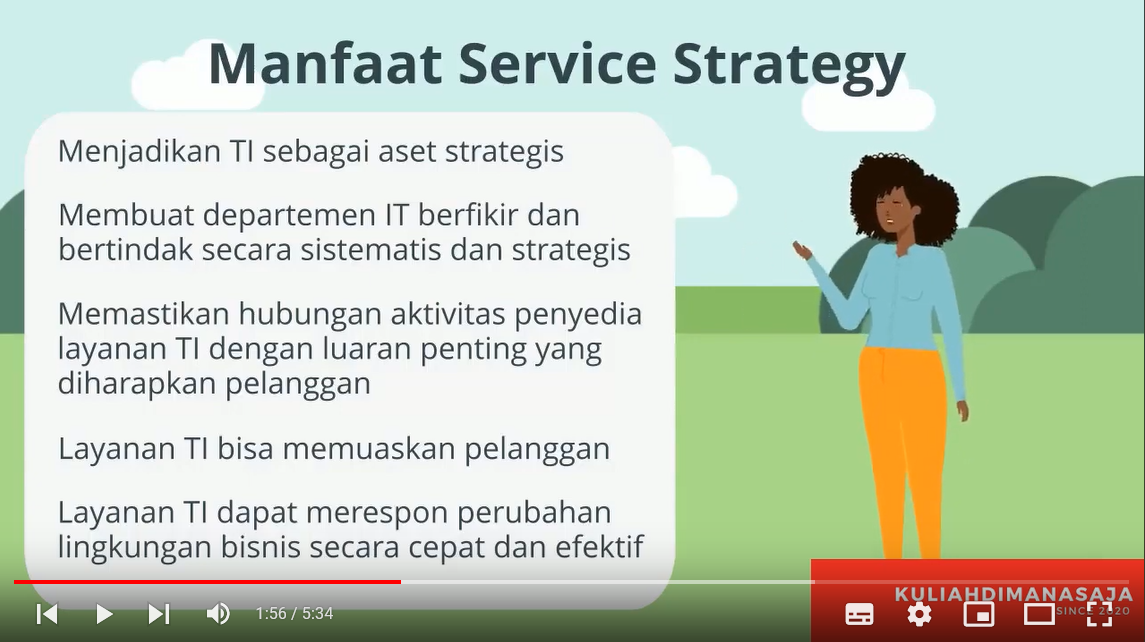 Manfaat Service Strategy
Menjadikan TI sebagai aset strategis
Membuat departemen IT berfikir dan
bertindak secara sistematis dan strategis
Memastikan hubungan aktivitas penyedia
layanan TI dengan luaran penting yang
diharapkan pelanggan
Layanan TI bisa memuaskan pelanggan
Layanan TI dapat merespon perubahan
lingkungan bisnis secara cepat dan efektif
KULIAHDIMANASAJA
SINCE 2020
1:56 / 5:34